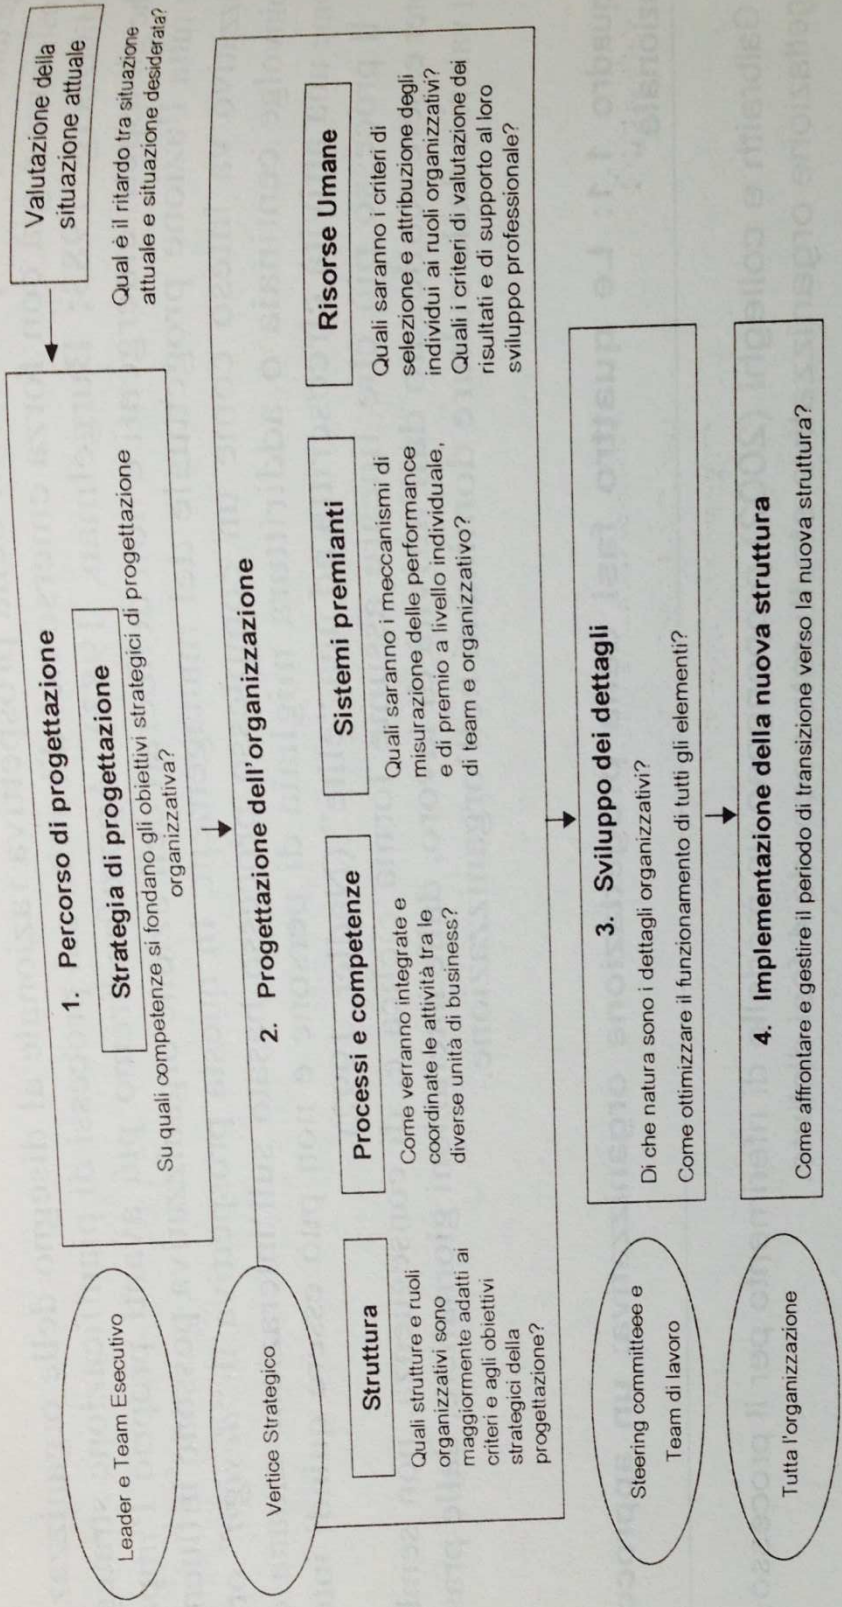 Valutazione della
situazione attuale
Qual è il ritardo tra situazione
attuale e situazione desiderata?
Leader e Team Esecutivo
1. Percorso di progettazione
Strategia di progettazione
Su quali competenze si fondano gli obiettivi strategici di progettazione
organizzativa?
Vertice Strategico
2. Progettazione dell'organizzazione
Struttura
Quali strutture e ruoli
organizzativi sono
maggiormente adatti ai
criteri e agli obiettivi
strategici della
progettazione?
Processi e competenze
Come verranno integrate e
coordinate le attività tra le
diverse unità di business?
Sistemi premianti
Quali saranno i meccanismi di
misurazione delle performance
e di premio a livello individuale,
di team e organizzativo?
Risorse Umane
Quali saranno i criteri di
selezione e attribuzione degli
individui ai ruoli organizzativi?
Quali i criteri di valutazione dei
risultati e di supporto al loro
sviluppo professionale?
Steering committeee e
Team di lavoro
3. Sviluppo dei dettagli
Di che natura sono i dettagli organizzativi?
Come ottimizzare il funzionamento di tutti gli elementi?
Tutta l'organizzazione
4. Implementazione della nuova struttura
Come affrontare e gestire il periodo di transizione verso la nuova struttura?